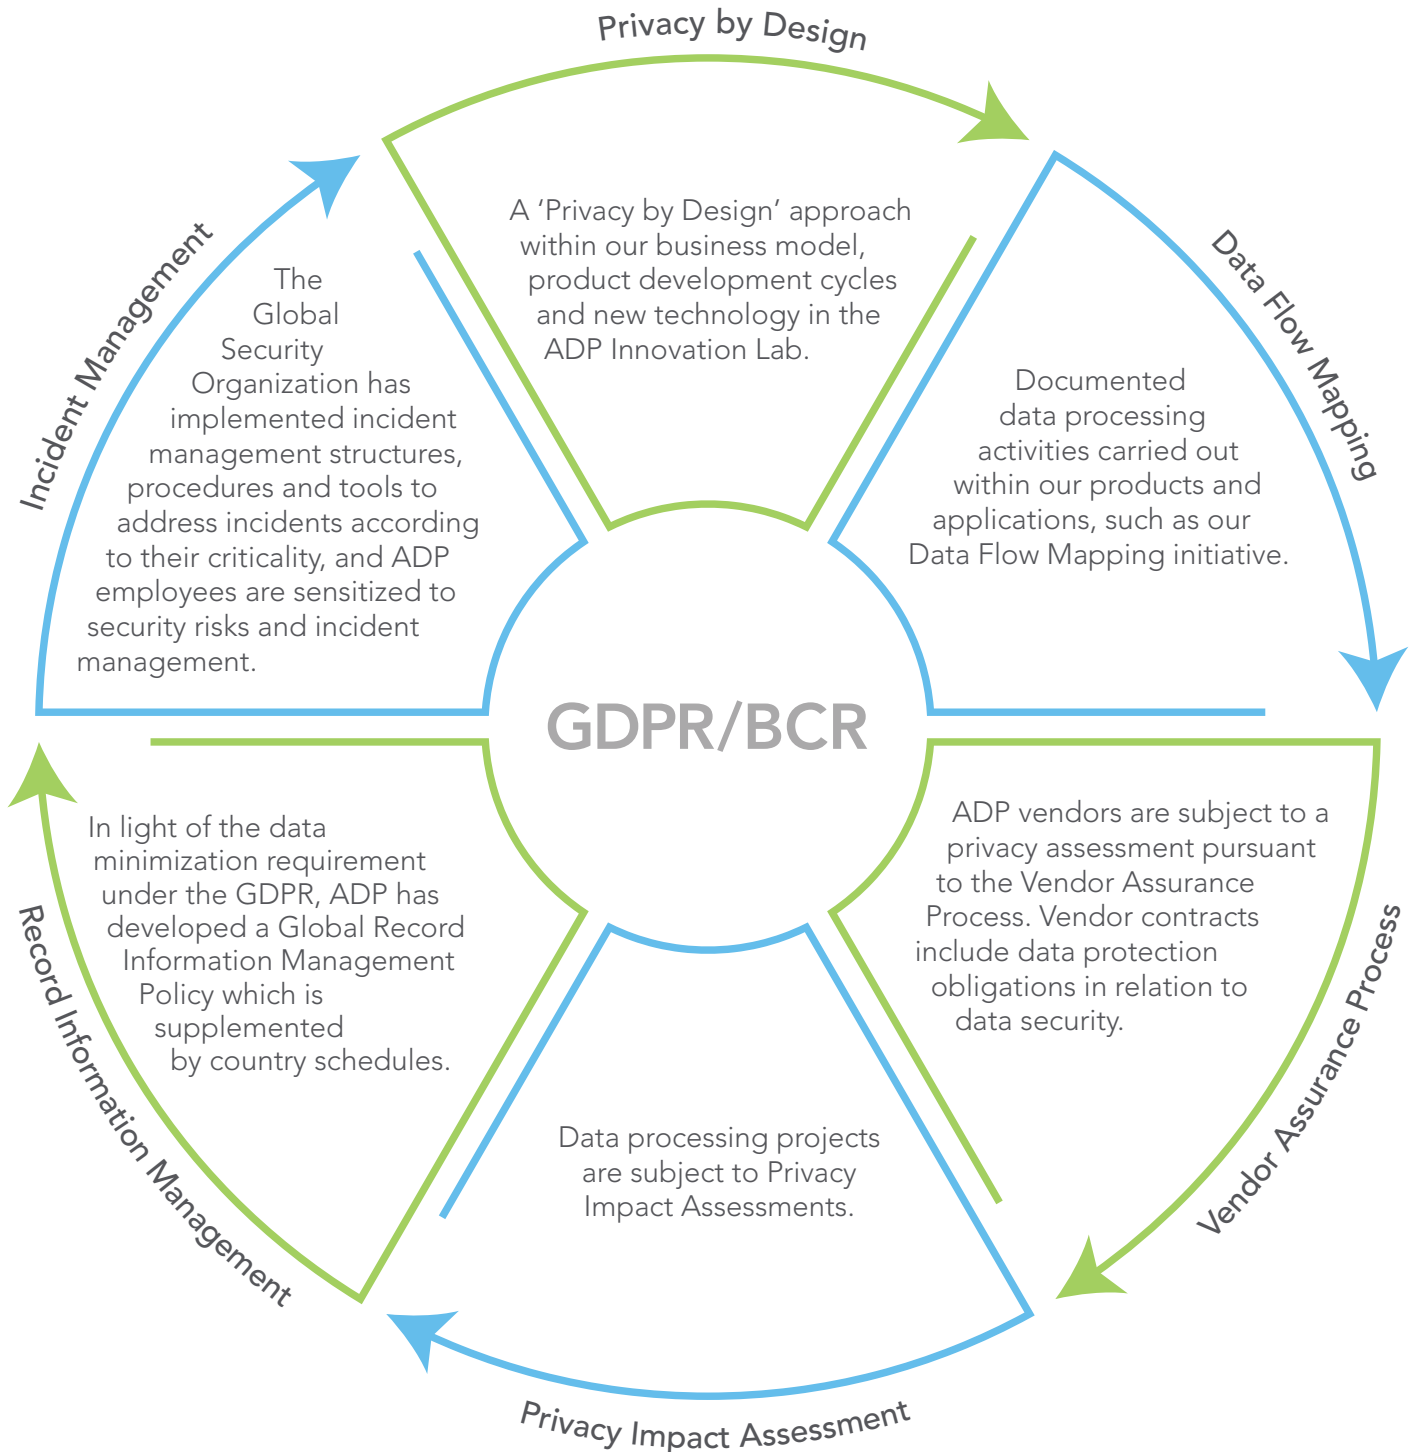 Privacy by Design
A ‘Privacy by Design’ approach
within our business model,
product development cycles
and new technology in the
ADP Innovation Lab.
Data Flow Mapping
Documented
data processing
activities carried out
within our products and
applications, such as our
Data Flow Mapping initiative.
Vendor Assurance Process
ADP vendors are subject to a
privacy assessment pursuant
to the Vendor Assurance
Process. Vendor contracts
include data protection
obligations in relation to
data security.
Privacy Impact Assessment
Data processing projects
are subject to Privacy
Impact Assessments.
Record Information Management
In light of the data
minimization requirement
under the GDPR, ADP has
developed a Global Record
Information Management
Policy which is
supplemented
by country schedules.
Incident Management
The
Global
Security
Organization has
implemented incident
management structures,
procedures and tools to
address incidents according
to their criticality, and ADP
employees are sensitized to
security risks and incident
management.
GDPR/BCR